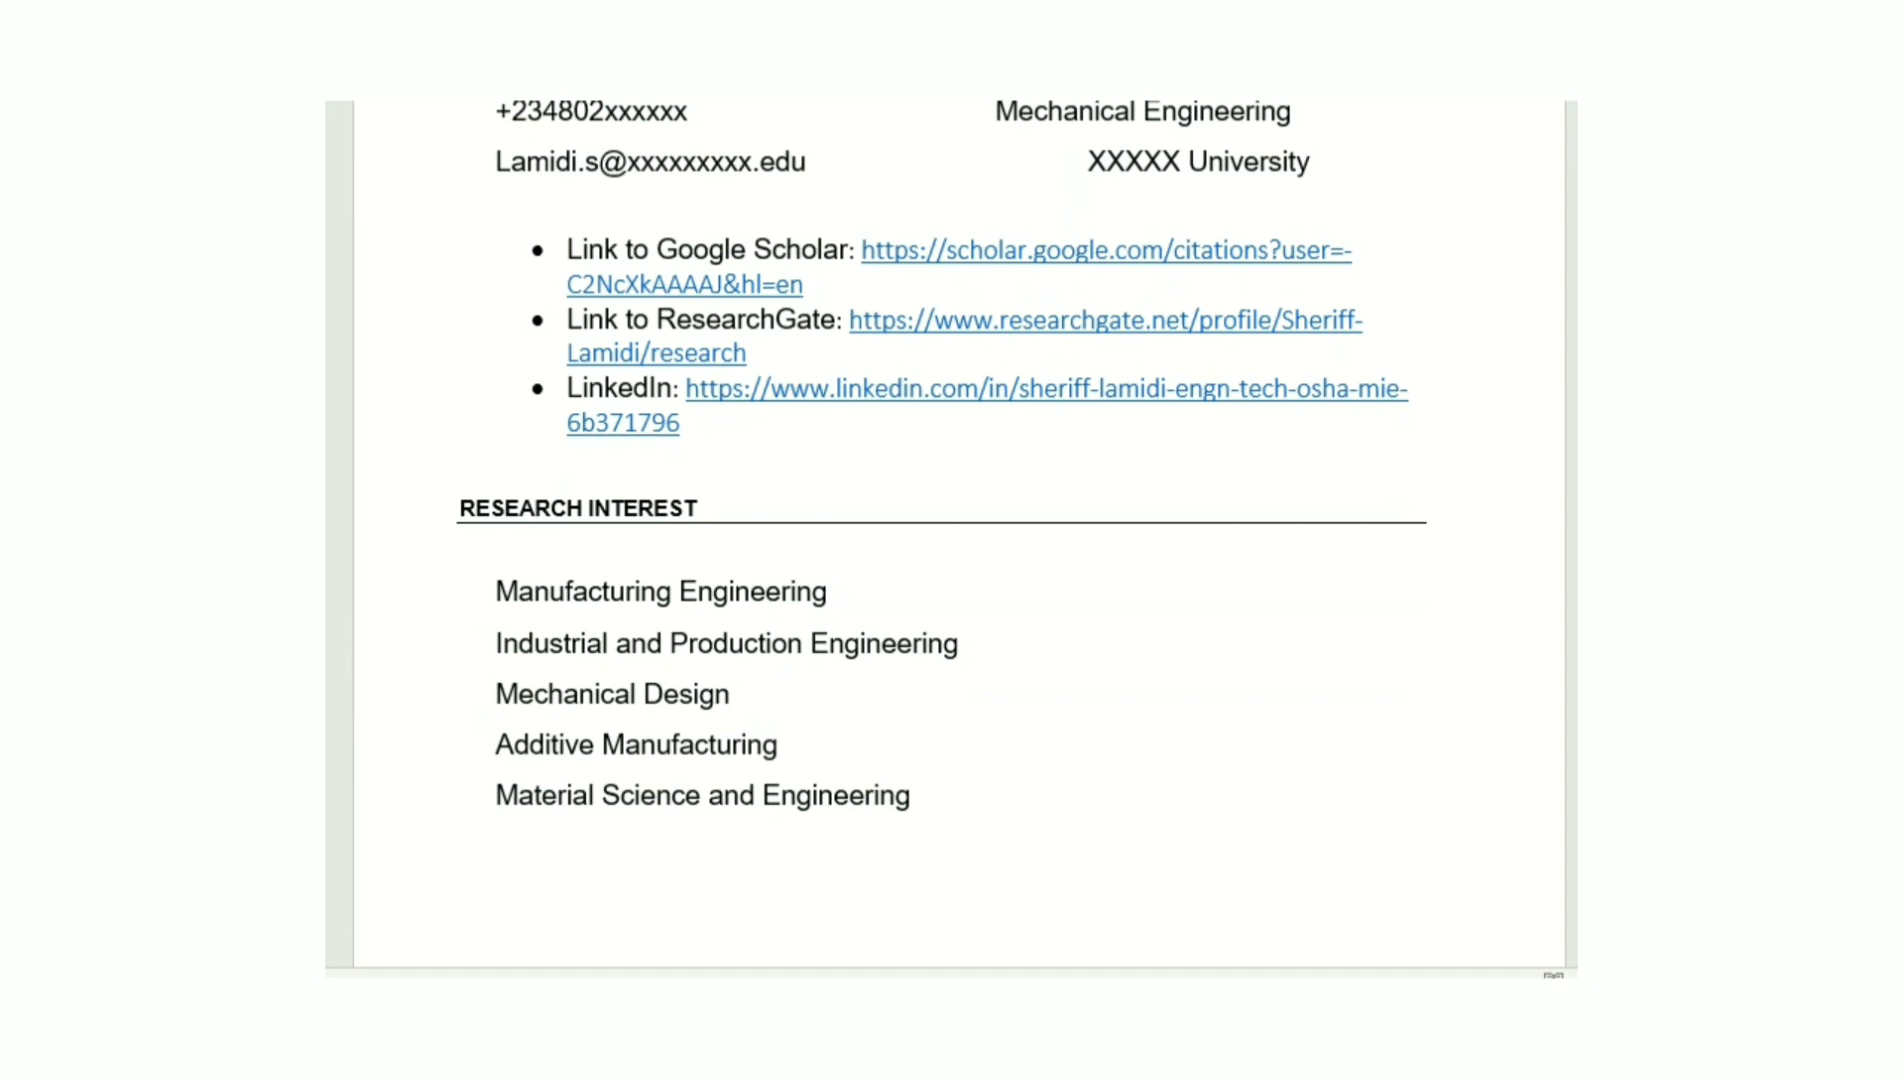 +234802xxxxxx Mechanical Engineering
Lamidi.s@xxxxxxxxx.edu XXXXX University
• Link to Google Scholar: https://scholar.google.com/citations?user=-
C2NcXkAAAAJ&hl=en
• Link to ResearchGate: https://www.researchgate.net/profile/Sheriff-
Lamidi/research
• LinkedIn: https://www.linkedin.com/in/sheriff-lamidi-engn-tech-osha-mie-
6b371796
RESEARCH INTEREST
Manufacturing Engineering
Industrial and Production Engineering
Mechanical Design
Additive Manufacturing
Material Science and Engineering